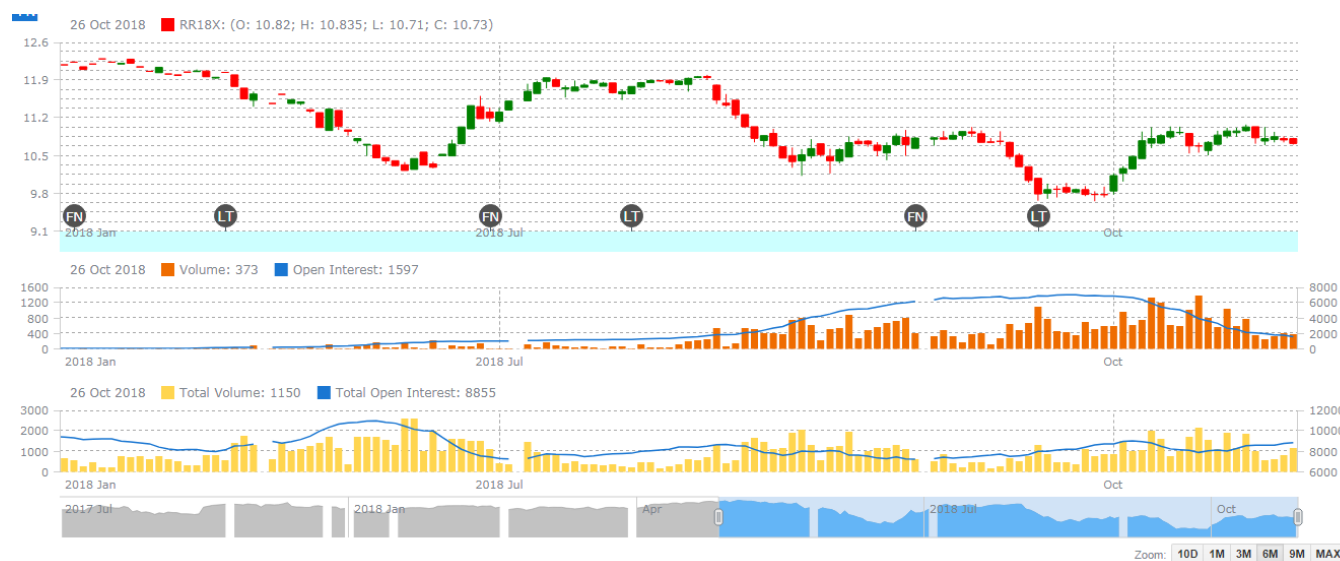 26 Oct 2018 RR18X: (O: 10.82; H: 10.835; L: 10.71; C: 10.73)
12.6
11.9
11.2
10.5
9.8
9.1
FN LT FN LT FN LT
2018 Jan 2018 Jul Oct
26 Oct 2018 Volume: 373 Open Interest: 1597
1600 8000
1200 6000
800 4000
400 2000
0 0
2018 Jan 2018 Jul Oct
26 Oct 2018 Total Volume: 1150 Total Open Interest: 8855
3000 12000
2000 10000
1000 8000
0 6000
2018 Jan 2018 Jul Oct
2017 Jul 2018 Jan Apr 2018 Jul Oct
Zoom: 10D 1M 3M 6M 9M MAX